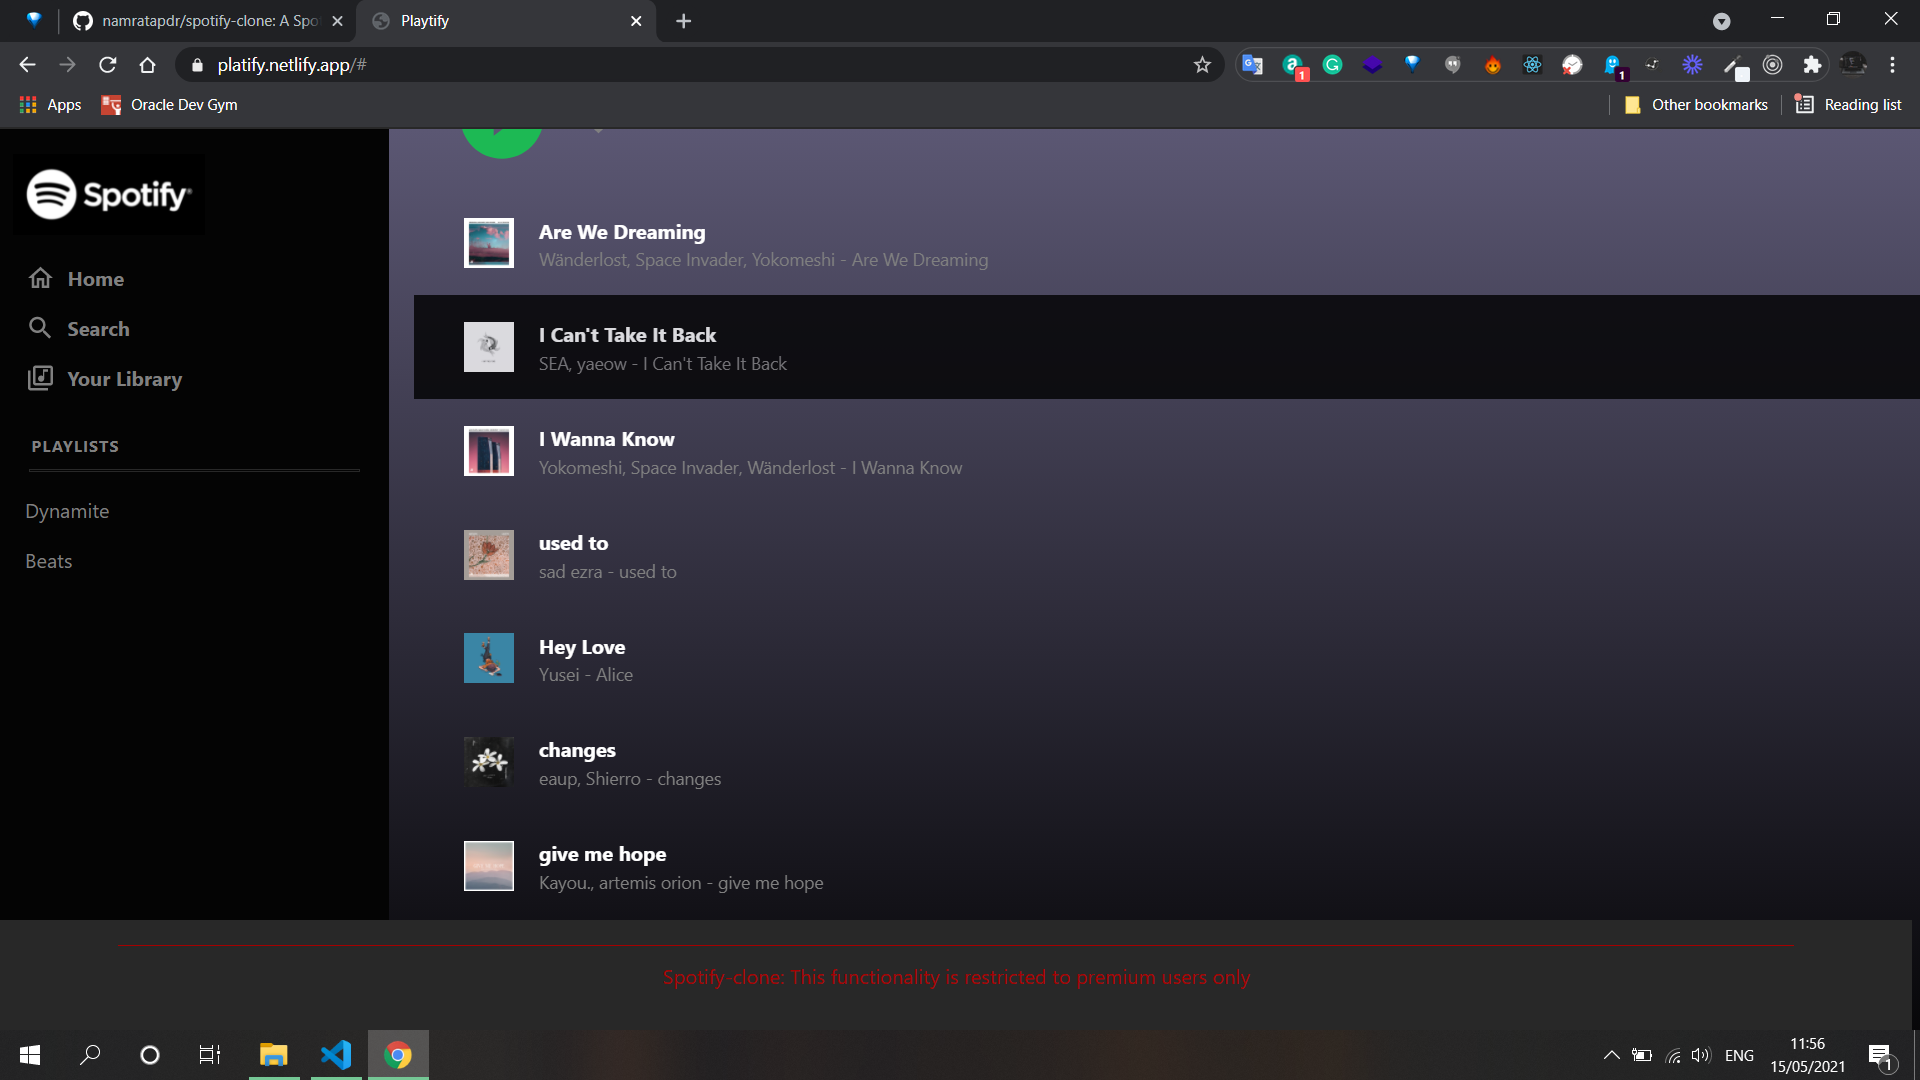 namratapdr/spotify-clone: A Spo
Playtify
platify.netlify.app/#
1
1
Apps
Oracle Dev Gym
Other bookmarks
Reading list
Spotify
Home
Search
Your Library
PLAYLISTS
Dynamite
Beats
Are We Dreaming
Wänderlost, Space Invader, Yokomeshi - Are We Dreaming
I Can't Take It Back
SEA, yaeow - I Can't Take It Back
I Wanna Know
Yokomeshi, Space Invader, Wänderlost - I Wanna Know
used to
sad ezra - used to
Hey Love
Yusei - Alice
changes
eaup, Shierro - changes
give me hope
Kayou., artemis orion - give me hope
Spotify-clone: This functionality is restricted to premium users only
ENG
11:56
15/05/2021
1